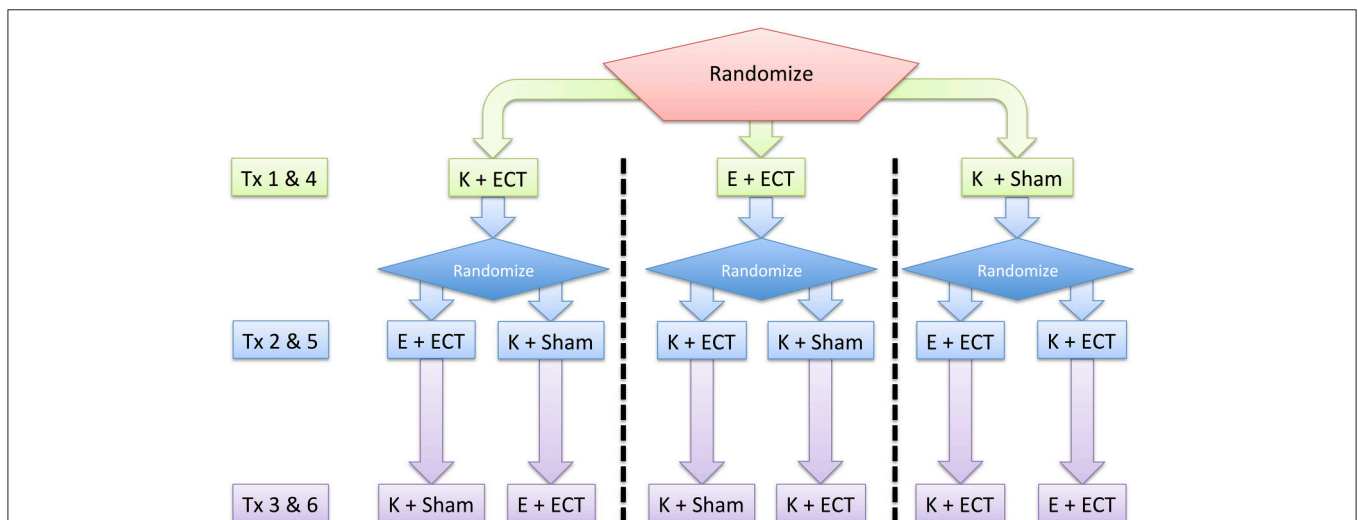 Randomize
Tx 1 & 4
K + ECT
E + ECT
K + Sham
Randomize
Randomize
Randomize
Tx 2 & 5
E + ECT
K + Sham
K + ECT
K + Sham
E + ECT
K + ECT
Tx 3 & 6
K + Sham
E + ECT
K + Sham
K + ECT
K + ECT
E + ECT